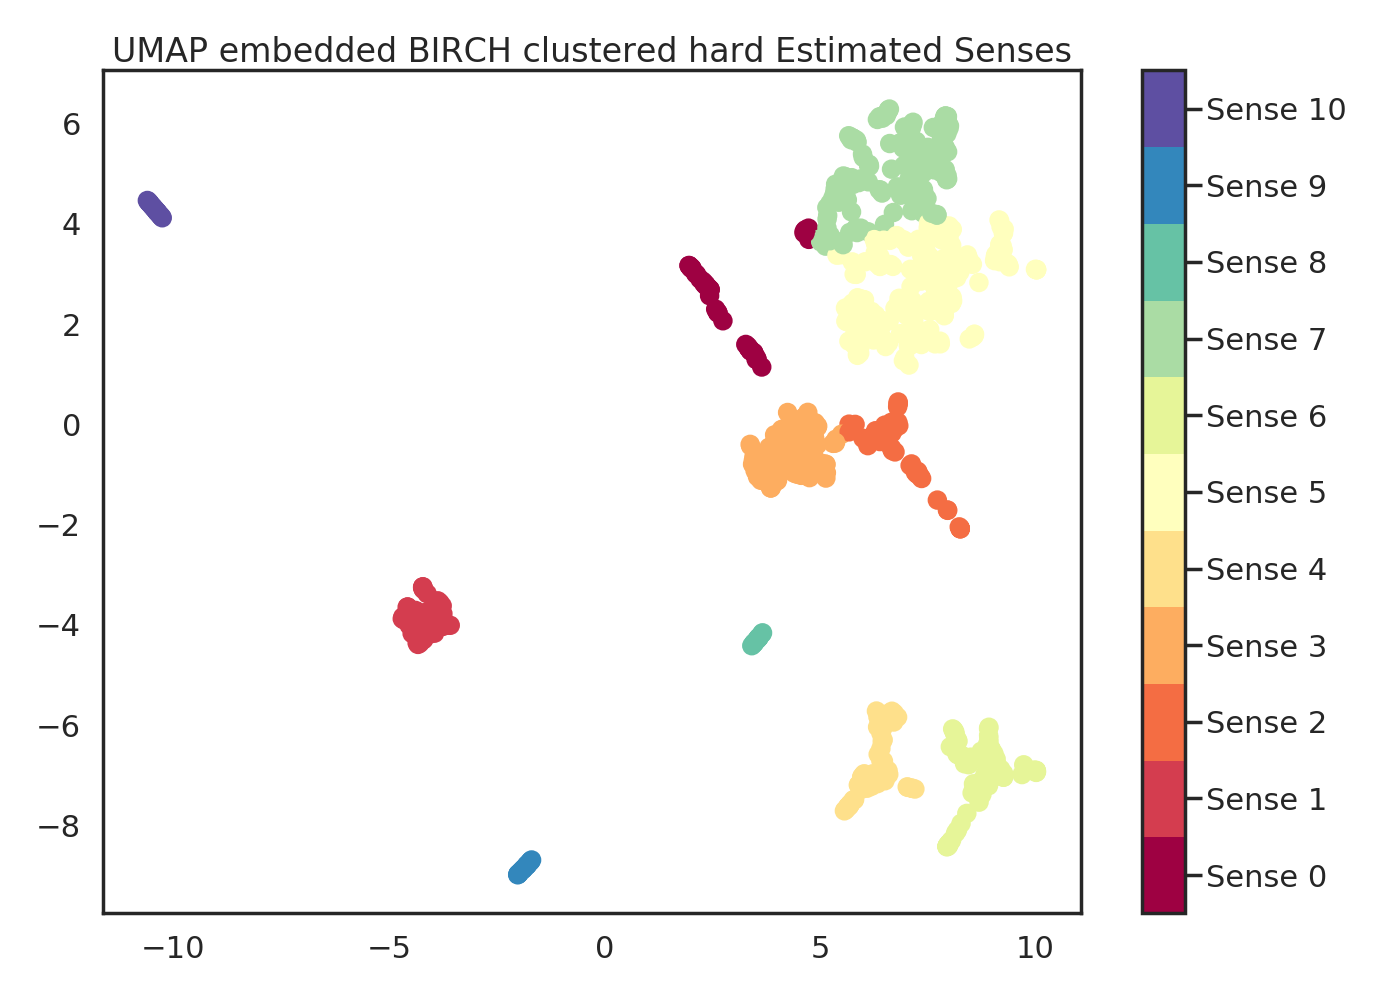 UMAP embedded BIRCH clustered hard Estimated Senses
6
4
2
0
−2
−4
−6
−8
−10
−5
0
5
10
Sense 10
Sense 9
Sense 8
Sense 7
Sense 6
Sense 5
Sense 4
Sense 3
Sense 2
Sense 1
Sense 0